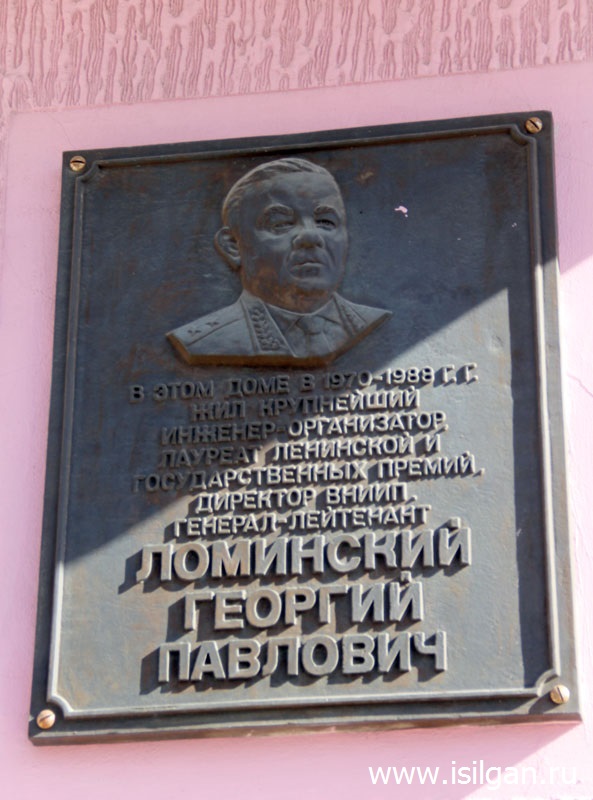 В ЭТОМ ДОМЕ В 1970-1988 Г. Г.
ЖИЛ КРУПНЕЙШИЙ
ИНЖЕНЕР-ОРГАНИЗАТОР,
ЛАУРЕАТ ЛЕНИНСКОЙ И
ГОСУДАРСТВЕННЫХ ПРЕМИЙ,
ДИРЕКТОР ВНИИП,
ГЕНЕРАЛ-ЛЕЙТЕНАНТ
ЛОМИНСКИЙ
ГЕОРГИЙ
ПАВЛОВИЧ
www.isilgan.ru